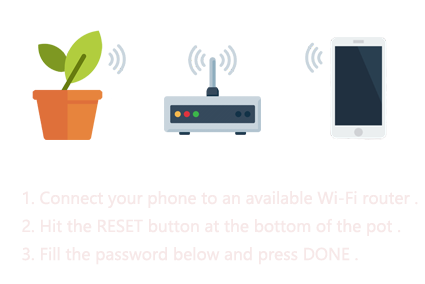 1. Connect your phone to an available Wi-Fi router .
2. Hit the RESET button at the bottom of the pot .
3. Fill the password below and press DONE .